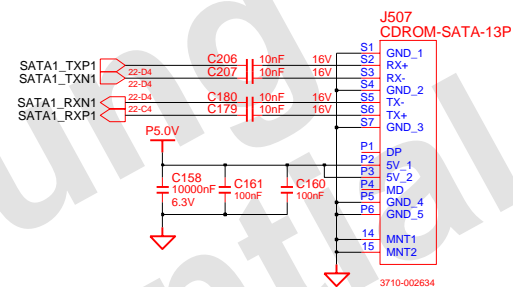 J507
CDROM-SATA-13P
SATA1_TXP1 C206 10nF 16V S1 GND_1
SATA1_TXN1 22-D4 C207 10nF 16V S2 RX+
22-D4 S3 RX-
S4 GND_2
SATA1_RXN1 22-D4 C180 10nF 16V S5 TX-
SATA1_RXP1 22-C4 C179 10nF 16V S6 TX+
S7 GND_3
P5.0V
P1 DP
P2 5V_1
P3 5V_2
C158 C161 C160 P4 MD
10000nF 100nF 100nF P5 GND_4
6.3V P6 GND_5
14 MNT1
15 MNT2
3710-002634